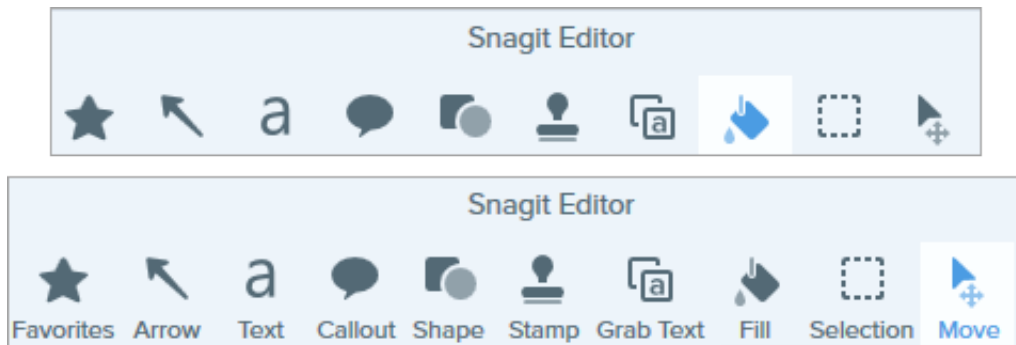 Snagit Editor
a
a
Snagit Editor
a
a
Favorites Arrow Text Callout Shape Stamp Grab Text Fill Selection Move